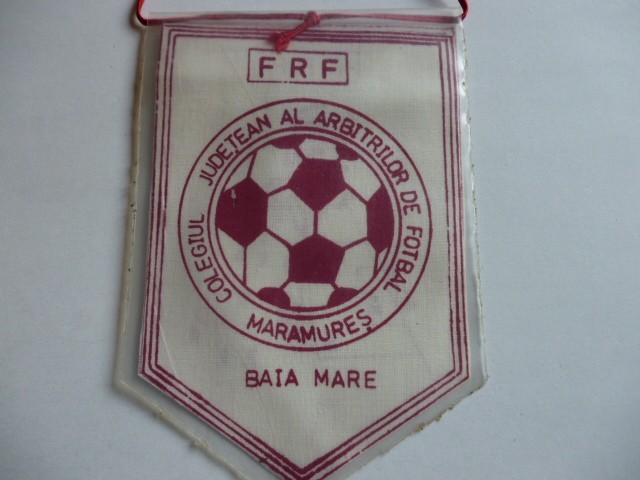 FRF
COLEGIUL JUDEȚEAN AL ARBITRILOR DE FOTBAL
MARAMUREȘ
BAIA MARE